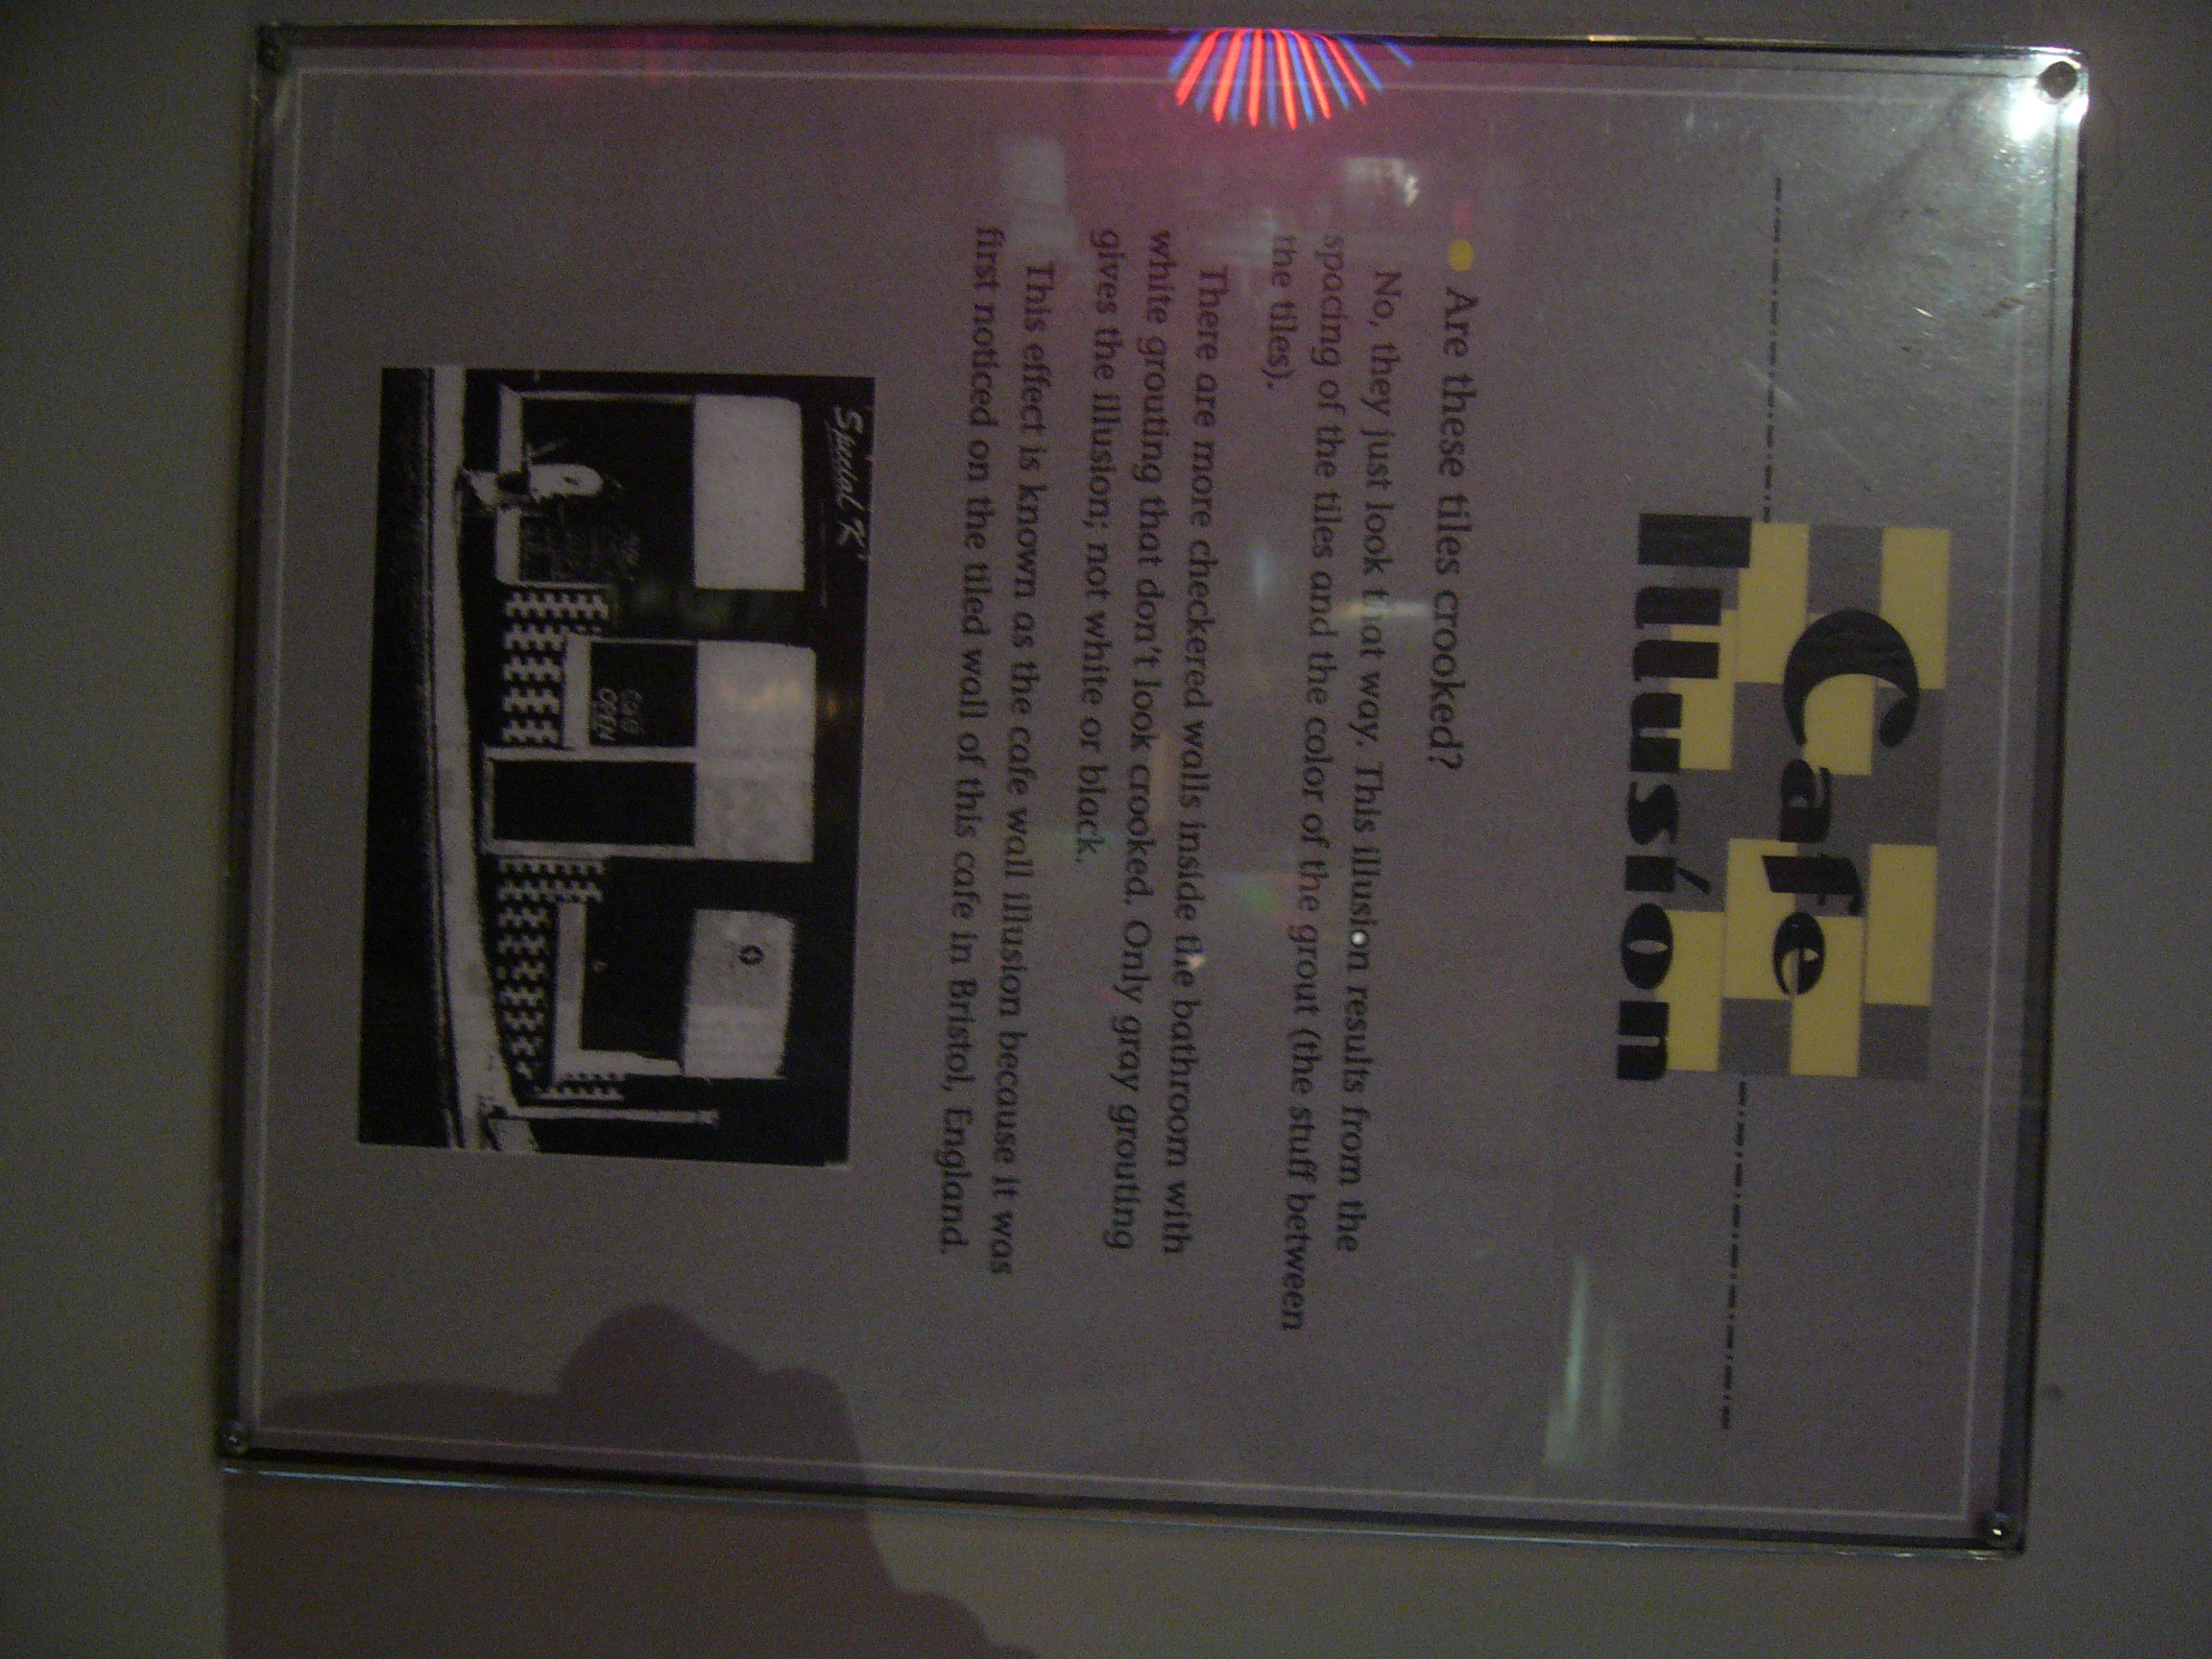 Cafe
Illusion
Are these tiles crooked?
No, they just look that way. This illusion results from the
spacing of the tiles and the color of the grout (the stuff between
the tiles).
There are more checkered walls inside the bathroom with
white grouting that don't look crooked. Only gray grouting
gives the illusion; not white or black.
This effect is known as the cafe wall illusion because it was
first noticed on the tiled wall of this cafe in Bristol, England.
Special K
OPEN